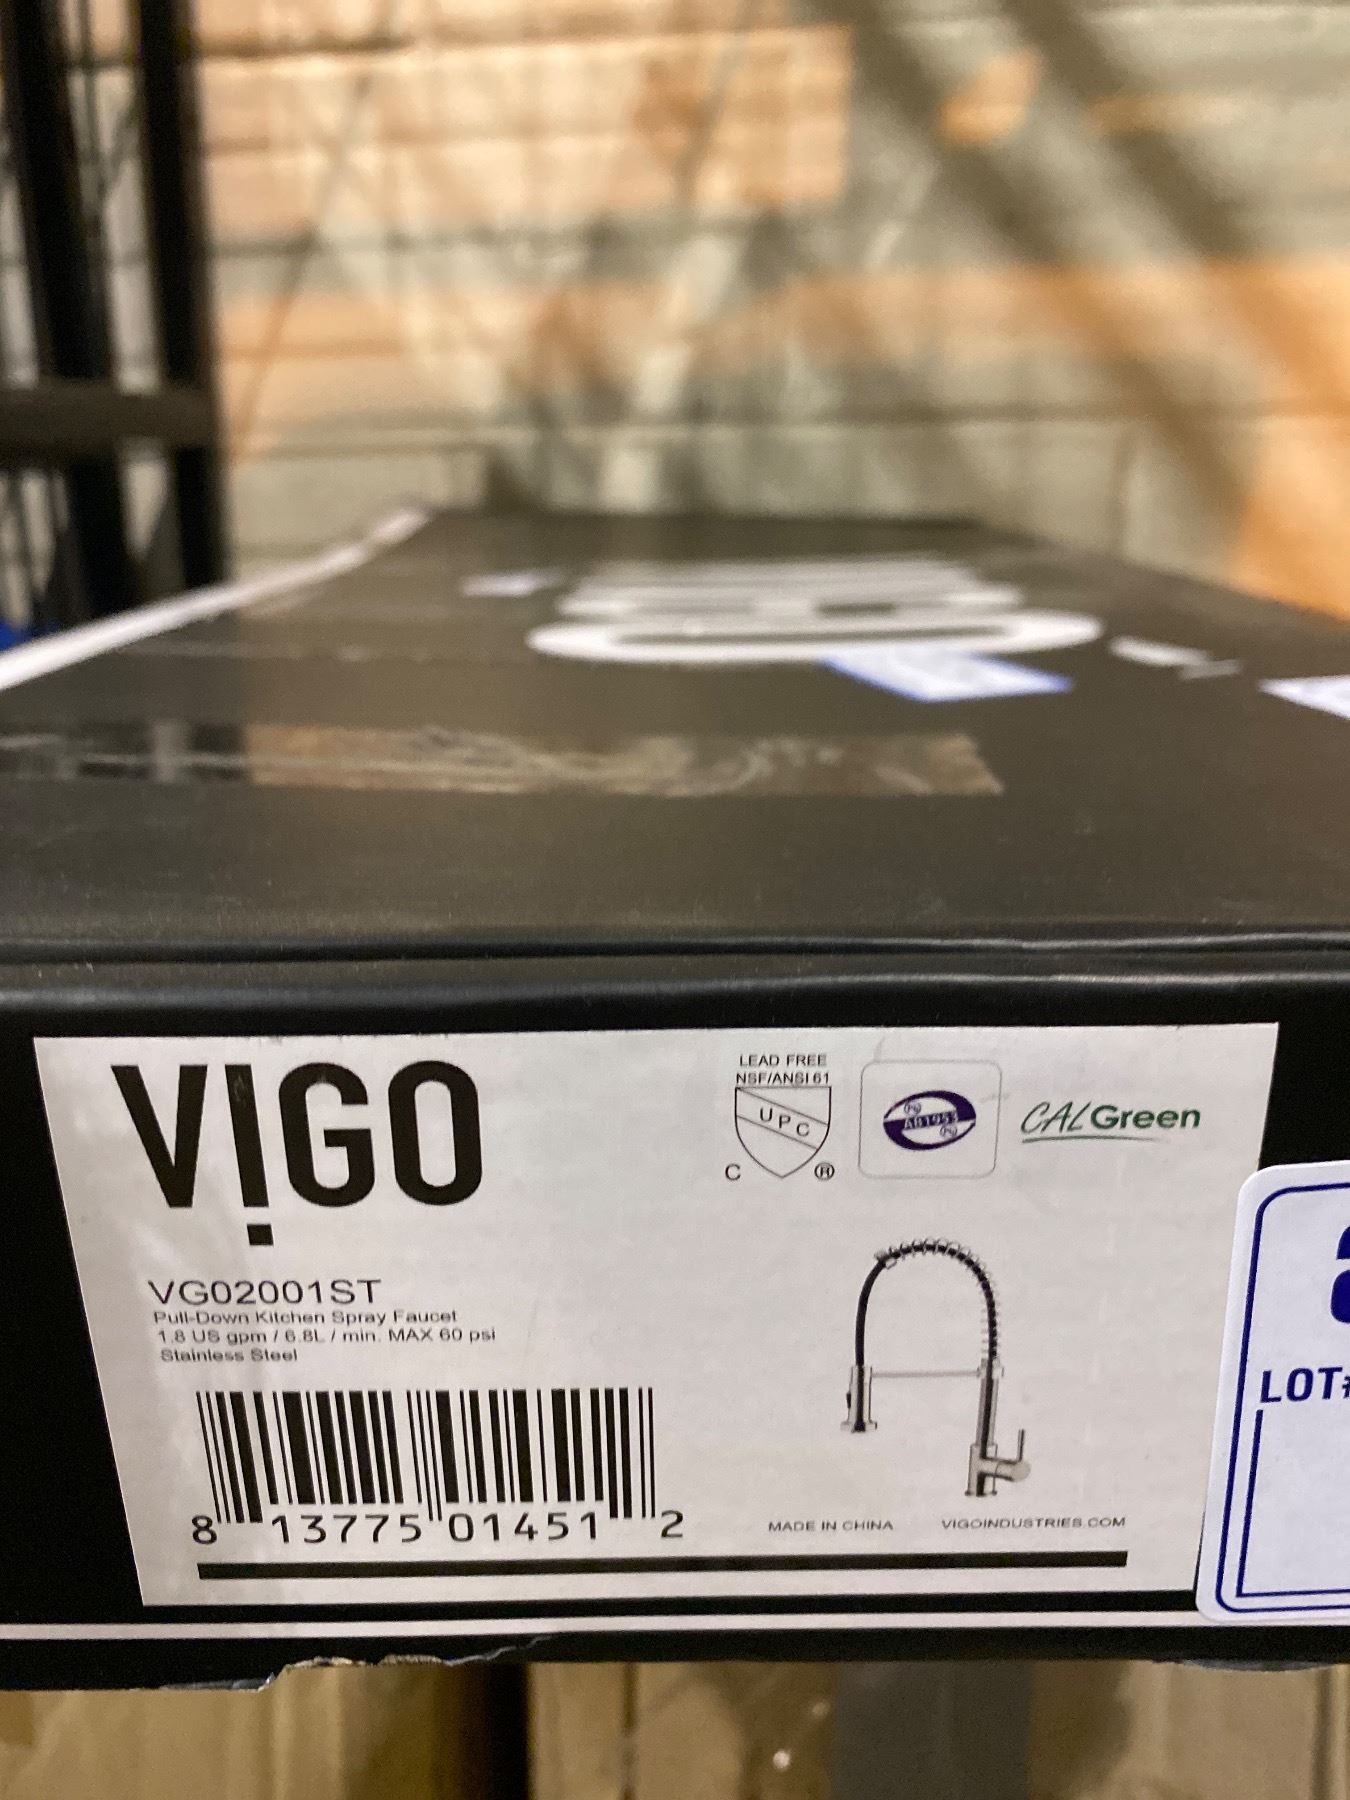 VIGO
LEAD FREE
NSF/ANSI 61
UPC
C ®
AB1953
CALGreen
VG02001ST
Pull-Down Kitchen Spray Faucet
1.8 US gpm / 6.8L / min. MAX 60 psi
Stainless Steel
8 13775 01451 2
MADE IN CHINA VIGOINDUSTRIES.COM
LOT#